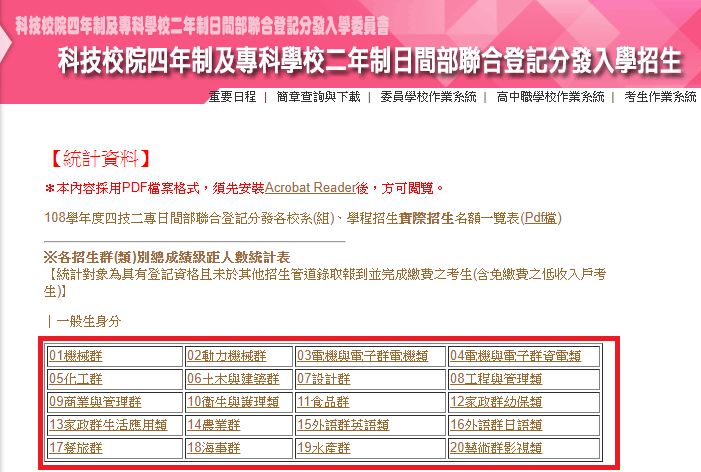 科技校院四年制及專科學校二年制日間部聯合登記分發入學委員會
科技校院四年制及專科學校二年制日間部聯合登記分發入學招生
重要日程 | 簡章查詢與下載 | 委員學校作業系統 | 高中職學校作業系統 | 考生作業系統
【統計資料】
＊本內容採用PDF檔案格式，須先安裝Acrobat Reader後，方可閱覽。
108學年度四技二專日間部聯合登記分發各校系(組)、學程招生實際招生名額一覽表(Pdf檔)
※各招生群(類)別總成績級距人數統計表
【統計對象為具有登記資格且未於其他招生管道錄取報到並完成繳費之考生(含免繳費之低收入戶考
生)】
｜一般生身分
01機械群 02動力機械群 03電機與電子群電機類 04電機與電子群資電類
05化工群 06土木與建築群 07設計群 08工程與管理類
09商業與管理群 10衛生與護理類 11食品群 12家政群幼保類
13家政群生活應用類 14農業群 15外語群英語類 16外語群日語類
17餐旅群 18海事群 19水產群 20藝術群影視類